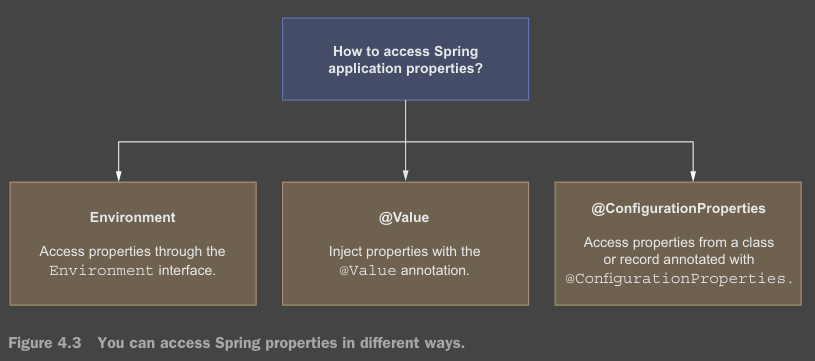 How to access Spring
application properties?
Environment
Access properties through the
Environment interface.
@Value
Inject properties with the
@Value annotation.
@ConfigurationProperties
Access properties from a class
or record annotated with
@ConfigurationProperties.
Figure 4.3 You can access Spring properties in different ways.